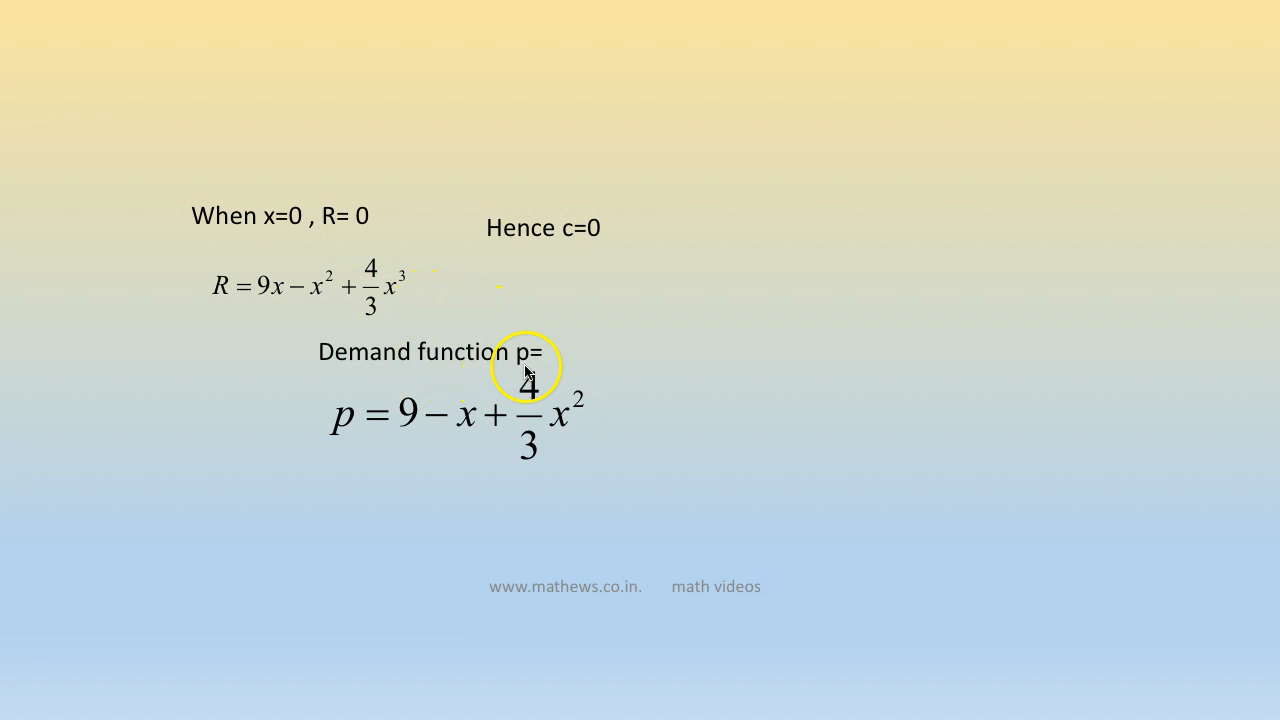 When x=0 , R= 0
Hence c=0
R = 9x − x² + 4/3 x³
Demand function p=
p = 9 − x + 4/3 x²
www.mathews.co.in. math videos